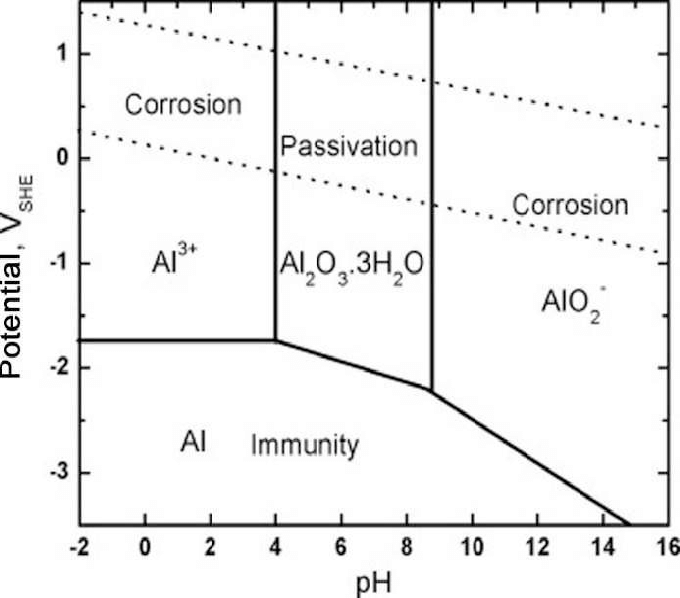 1
0
-1
-2
-3
Potential, V_SHE
Corrosion
Passivation
Corrosion
Al³⁺
Al₂O₃.3H₂O
AlO₂⁻
Al Immunity
-2 0 2 4 6 8 10 12 14 16
pH